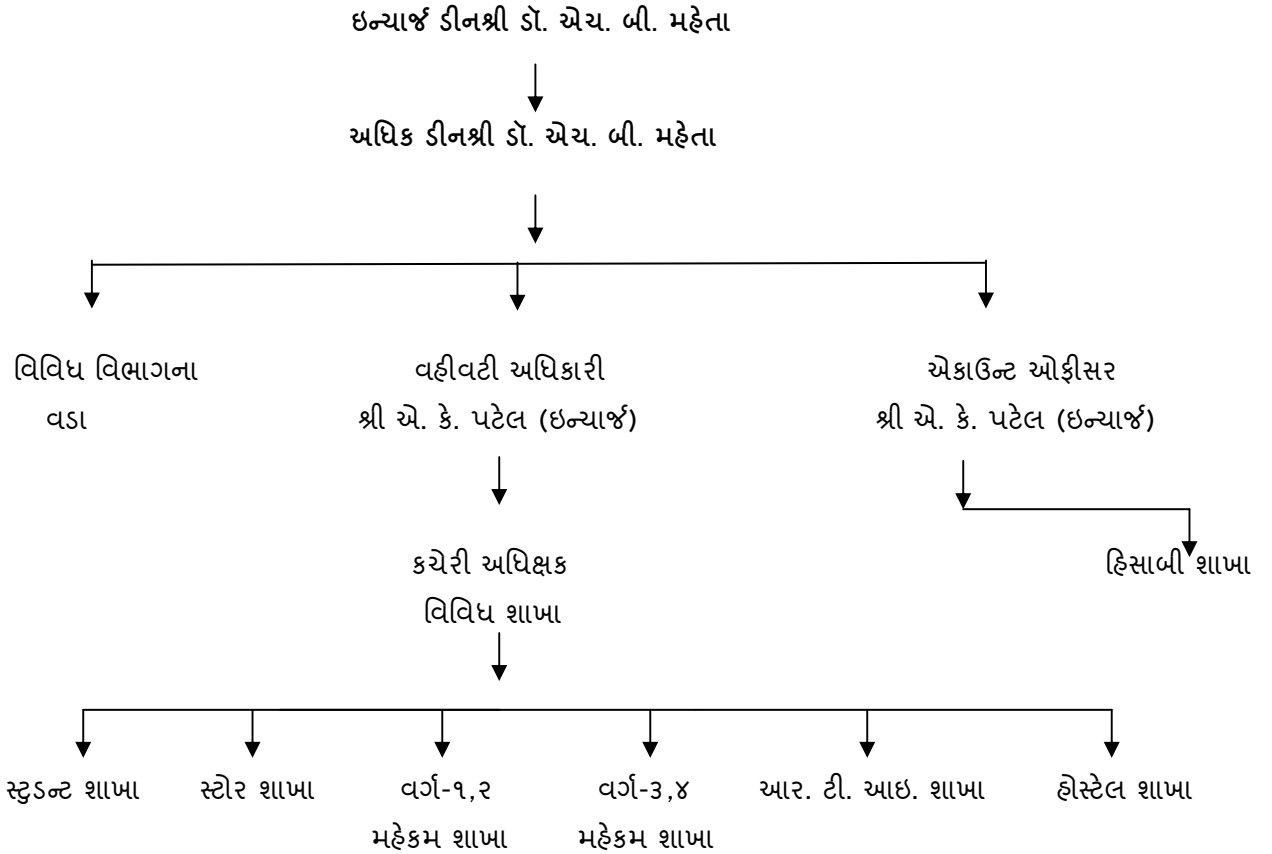 ઇન્ચાર્જ ડીનશ્રી ડૉ. એચ. બી. મહેતા
અધિક ડીનશ્રી ડૉ. એચ. બી. મહેતા
વિવિધ વિભાગના
વડા
વહીવટી અધિકારી
શ્રી એ. કે. પટેલ (ઇન્ચાર્જ)
એકાઉન્ટ ઓફીસર
શ્રી એ. કે. પટેલ (ઇન્ચાર્જ)
કચેરી અધિક્ષક
વિવિધ શાખા
હિસાબી શાખા
સ્ટુડન્ટ શાખા
સ્ટોર શાખા
વર્ગ-૧,૨
મહેકમ શાખા
વર્ગ-૩,૪
મહેકમ શાખા
આર. ટી. આઇ. શાખા
હોસ્ટેલ શાખા